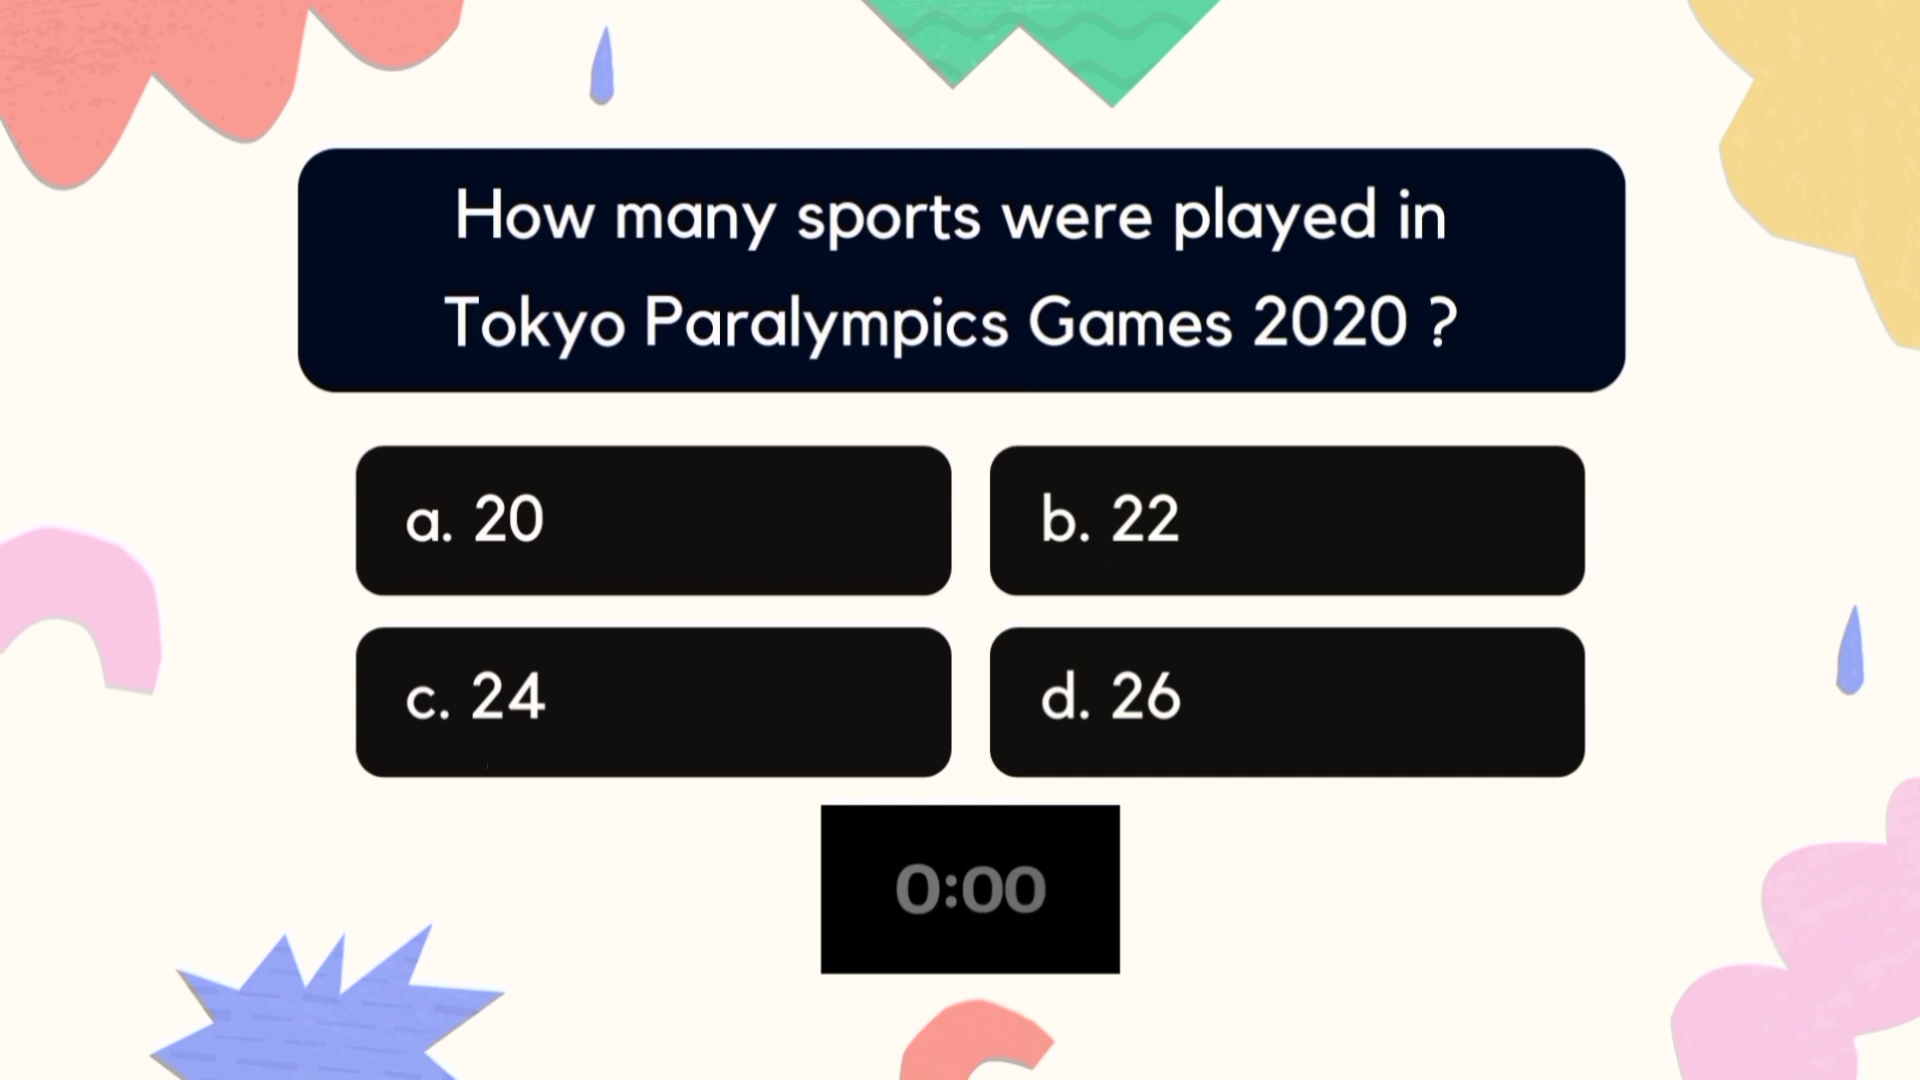 How many sports were played in
Tokyo Paralympics Games 2020 ?
a. 20
b. 22
c. 24
d. 26
0:00